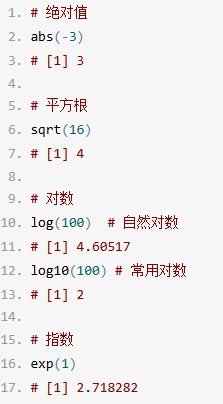 1. # 绝对值
2. abs(-3)
3. # [1] 3
4.
5. # 平方根
6. sqrt(16)
7. # [1] 4
8.
9. # 对数
10. log(100)  # 自然对数
11. # [1] 4.60517
12. log10(100) # 常用对数
13. # [1] 2
14.
15. # 指数
16. exp(1)
17. # [1] 2.718282